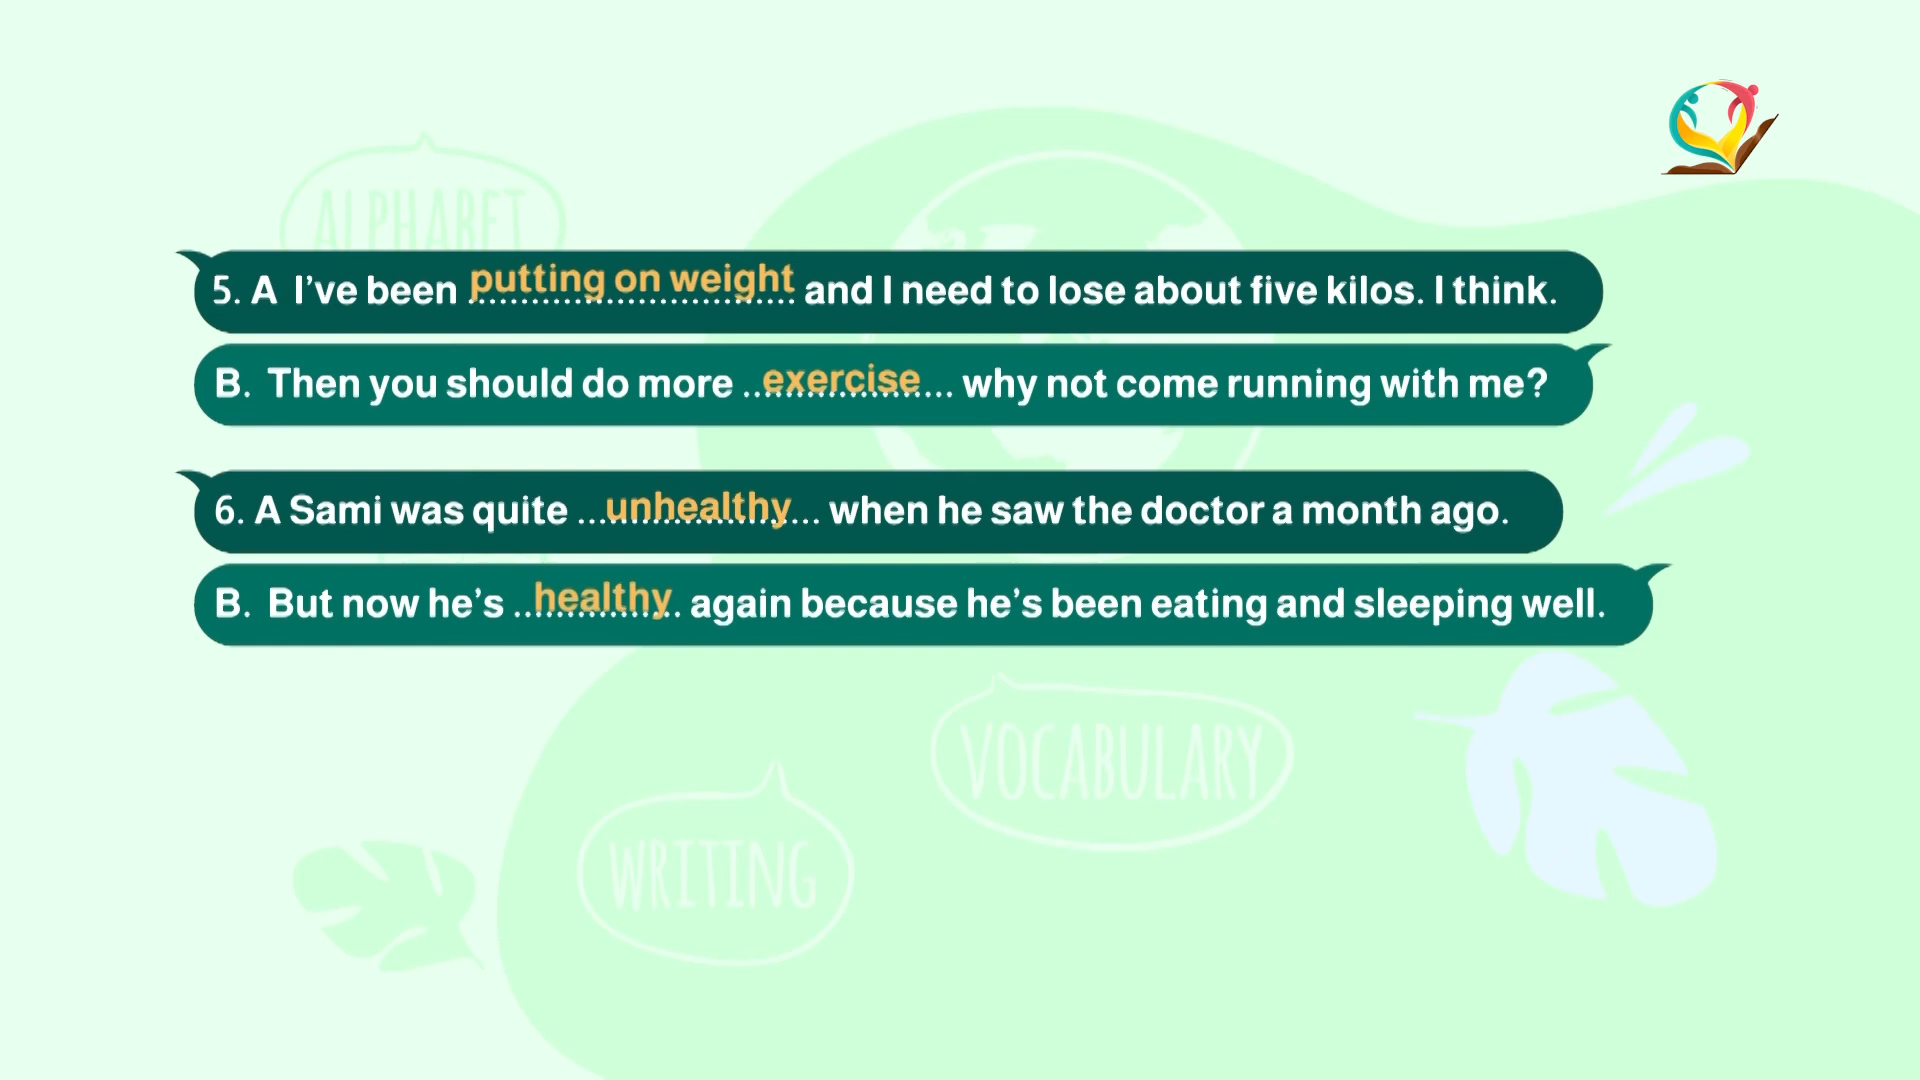 ALPHABET
5. A I've been putting on weight and I need to lose about five kilos. I think.
B. Then you should do more ..exercise... why not come running with me?
6. A Sami was quite ...unhealthy... when he saw the doctor a month ago.
B. But now he's ..healthy. again because he's been eating and sleeping well.
VOCABULARY
WRITING